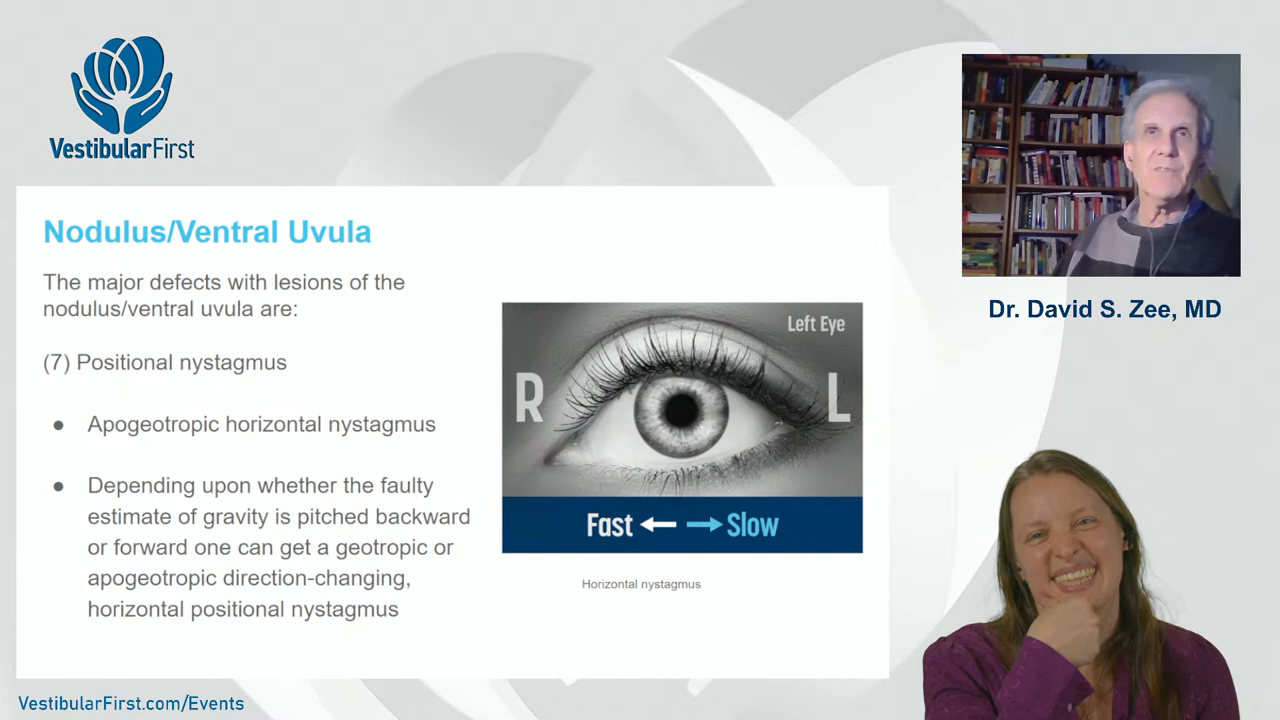 VestibularFirst
Nodulus/Ventral Uvula
The major defects with lesions of the
nodulus/ventral uvula are:
(7) Positional nystagmus
● Apogeotropic horizontal nystagmus
● Depending upon whether the faulty
estimate of gravity is pitched backward
or forward one can get a geotropic or
apogeotropic direction-changing,
horizontal positional nystagmus
Left Eye
R
L
Fast ← → Slow
Horizontal nystagmus
Dr. David S. Zee, MD
VestibularFirst.com/Events